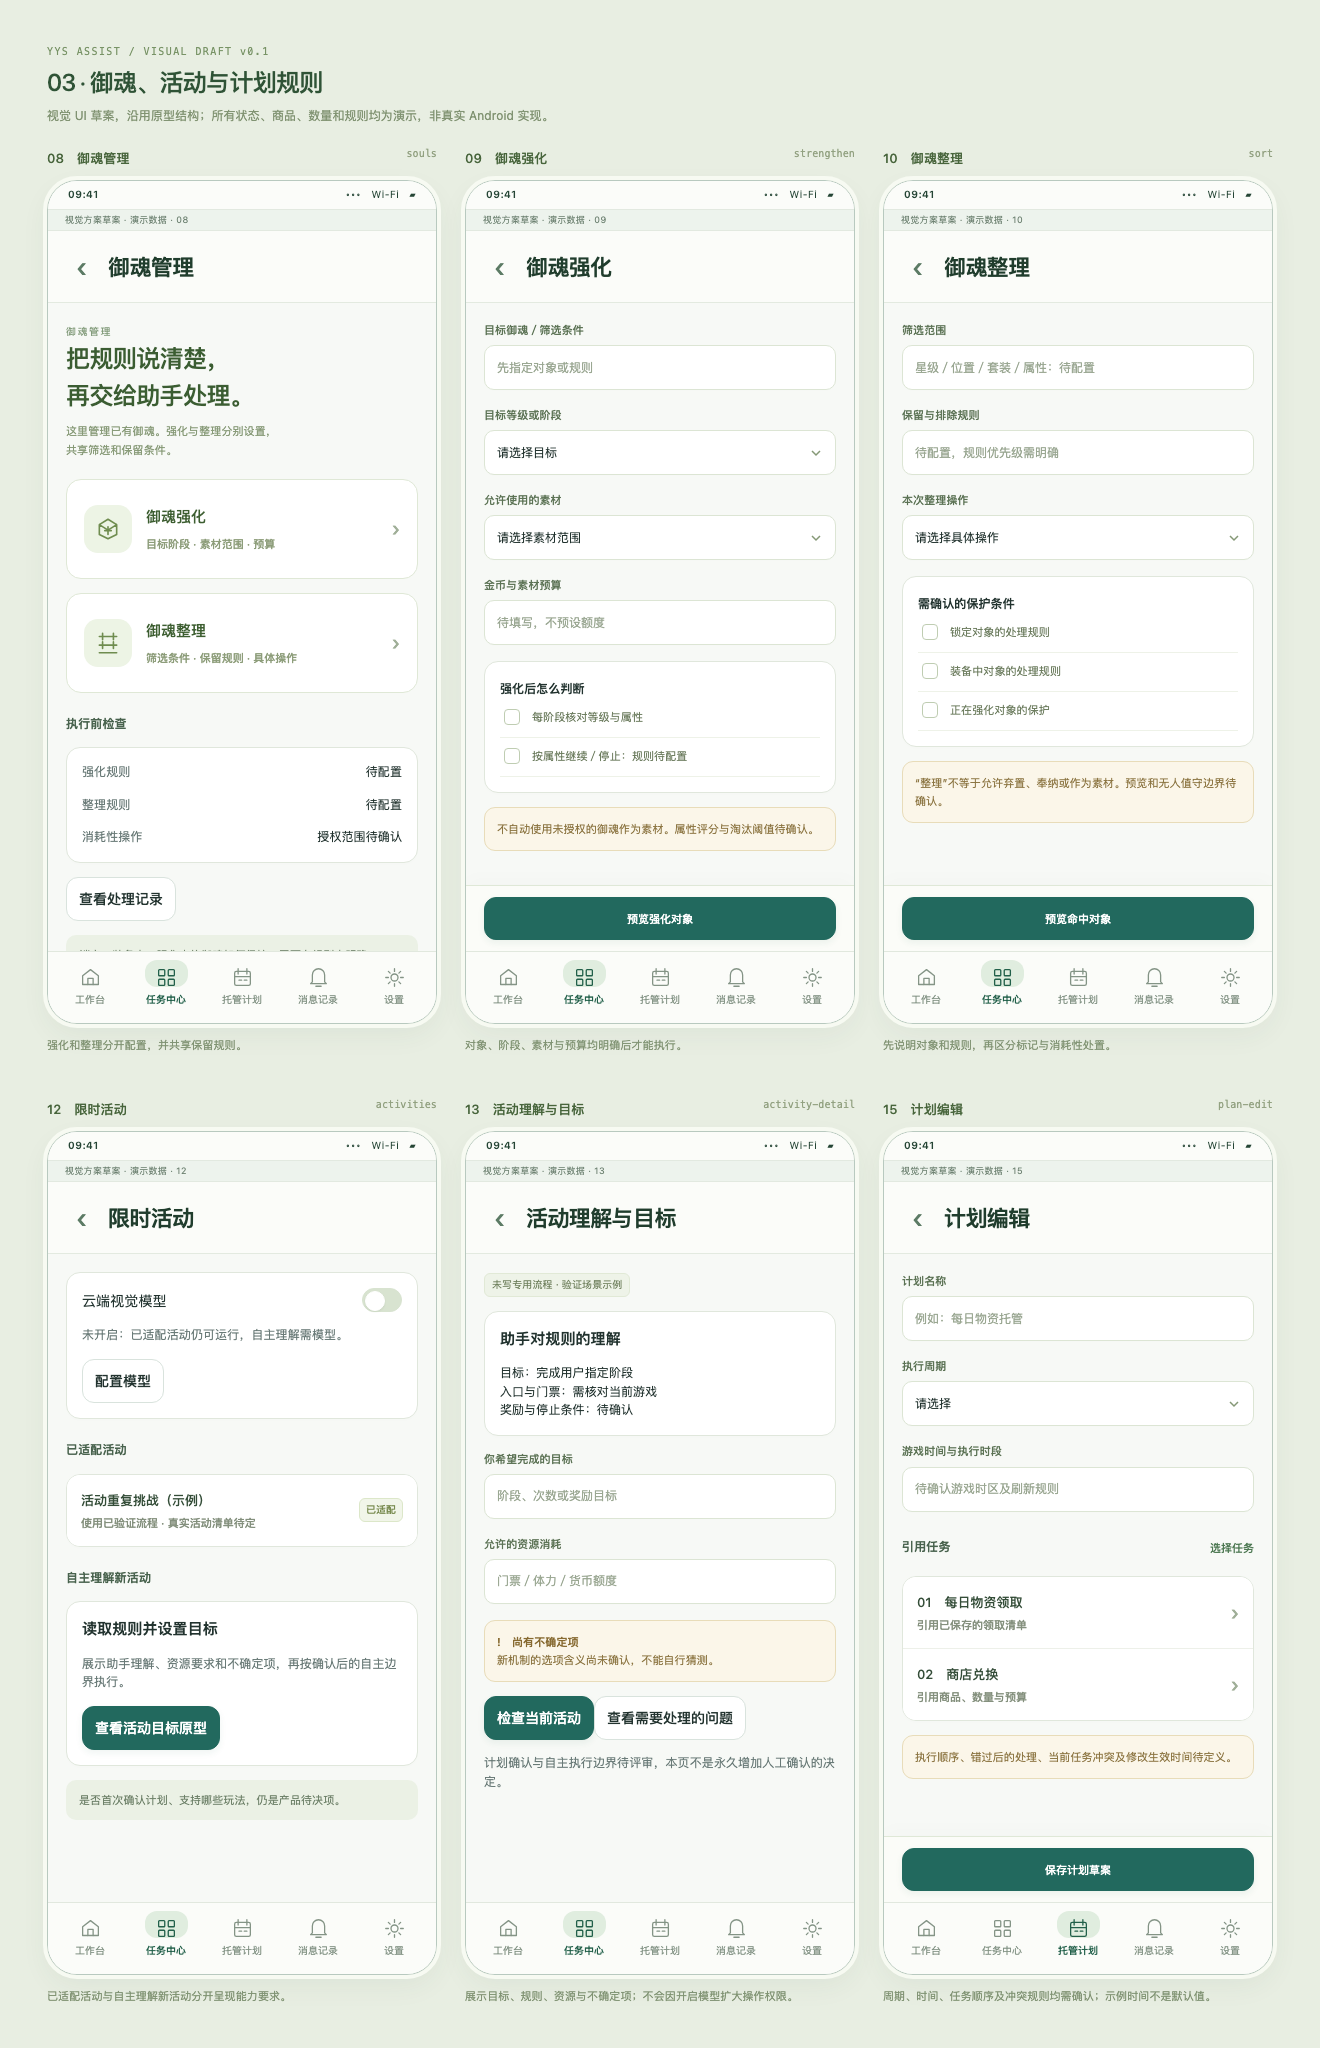 YYS ASSIST / VISUAL DRAFT v0.1
03 · 御魂、活动与计划规则
视觉 UI 草案，沿用原型结构；所有状态、商品、数量和规则均为演示，非真实 Android 实现。
08 御魂管理
souls
09:41
Wi-Fi
视觉方案草案 · 演示数据 · 08
御魂管理
御魂管理
把规则说清楚，
再交给助手处理。
这里管理已有御魂。强化与整理分别设置，
共享筛选和保留条件。
御魂强化
目标阶段 · 素材范围 · 预算
御魂整理
筛选条件 · 保留规则 · 具体操作
执行前检查
强化规则 待配置
整理规则 待配置
消耗性操作 授权范围待确认
查看处理记录
工作台 任务中心 托管计划 消息记录 设置
强化和整理分开配置，并共享保留规则。
09 御魂强化
strengthen
09:41
Wi-Fi
视觉方案草案 · 演示数据 · 09
御魂强化
目标御魂 / 筛选条件
先指定对象或规则
目标等级或阶段
请选择目标
允许使用的素材
请选择素材范围
金币与素材预算
待填写，不预设额度
强化后怎么判断
每阶段核对等级与属性
按属性继续 / 停止：规则待配置
不自动使用未授权的御魂作为素材。属性评分与淘汰阈值待确认。
预览强化对象
工作台 任务中心 托管计划 消息记录 设置
对象、阶段、素材与预算均明确后才能执行。
10 御魂整理
sort
09:41
Wi-Fi
视觉方案草案 · 演示数据 · 10
御魂整理
筛选范围
星级 / 位置 / 套装 / 属性：待配置
保留与排除规则
待配置，规则优先级需明确
本次整理操作
请选择具体操作
需确认的保护条件
锁定对象的处理规则
装备中对象的处理规则
正在强化对象的保护
“整理”不等于允许弃置、奉纳或作为素材。预览和无人值守边界待
确认。
预览命中对象
工作台 任务中心 托管计划 消息记录 设置
先说明对象和规则，再区分标记与消耗性处置。
12 限时活动
activities
09:41
Wi-Fi
视觉方案草案 · 演示数据 · 12
限时活动
云端视觉模型
未开启：已适配活动仍可运行，自主理解需模型。
配置模型
已适配活动
活动重复挑战（示例）
使用已验证流程 · 真实活动清单待定
已适配
自主理解新活动
读取规则并设置目标
展示助手理解、资源要求和不确定项，再按确认后的自主边
界执行。
查看活动目标原型
是否首次确认计划、支持哪些玩法，仍是产品待决项。
工作台 任务中心 托管计划 消息记录 设置
已适配活动与自主理解新活动分开呈现能力要求。
13 活动理解与目标
activity-detail
09:41
Wi-Fi
视觉方案草案 · 演示数据 · 13
活动理解与目标
未写专用流程 · 验证场景示例
助手对规则的理解
目标：完成用户指定阶段
入口与门票：需核对当前游戏
奖励与停止条件：待确认
你希望完成的目标
阶段、次数或奖励目标
允许的资源消耗
门票 / 体力 / 货币额度
! 尚有不确定项
新机制的选项含义尚未确认，不能自行猜测。
检查当前活动 查看需要处理的问题
计划确认与自主执行边界待评审，本页不是永久增加人工确认的决
定。
工作台 任务中心 托管计划 消息记录 设置
展示目标、规则、资源与不确定项；不会因开启模型扩大操作权限。
15 计划编辑
plan-edit
09:41
Wi-Fi
视觉方案草案 · 演示数据 · 15
计划编辑
计划名称
例如：每日物资托管
执行周期
请选择
游戏时间与执行时段
待确认游戏时区及刷新规则
引用任务 选择任务
01 每日物资领取
引用已保存的领取清单
02 商店兑换
引用商品、数量与预算
执行顺序、错过后的处理、当前任务冲突及修改生效时间待定义。
保存计划草案
工作台 任务中心 托管计划 消息记录 设置
周期、时间、任务顺序及冲突规则均需确认；示例时间不是默认值。